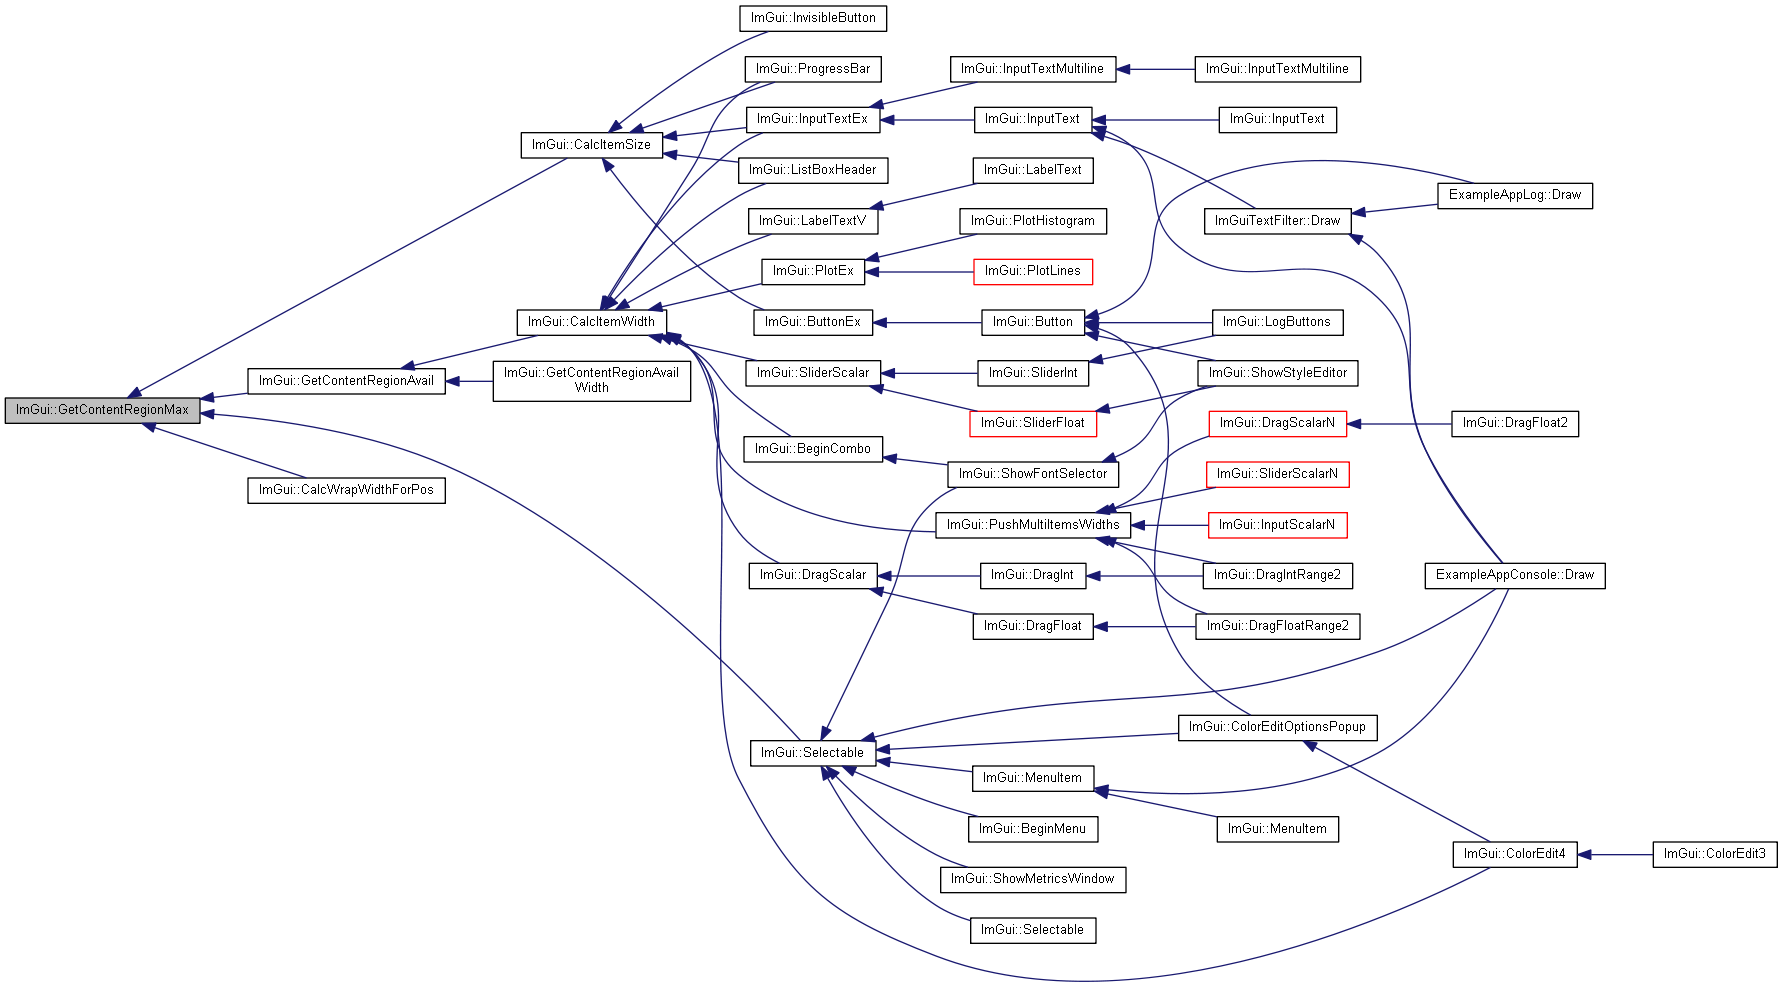 ImGui::InvisibleButton
ImGui::ProgressBar
ImGui::InputTextMultiline
ImGui::InputTextMultiline
ImGui::InputTextEx
ImGui::InputText
ImGui::InputText
ImGui::CalcItemSize
ImGui::ListBoxHeader
ImGui::LabelText
ExampleAppLog::Draw
ImGui::LabelTextV
ImGui::PlotHistogram
ImGuiTextFilter::Draw
ImGui::PlotEx
ImGui::PlotLines
ImGui::CalcItemWidth
ImGui::ButtonEx
ImGui::Button
ImGui::LogButtons
ImGui::GetContentRegionAvail
ImGui::GetContentRegionAvail
Width
ImGui::SliderScalar
ImGui::SliderInt
ImGui::ShowStyleEditor
ImGui::GetContentRegionMax
ImGui::SliderFloat
ImGui::DragScalarN
ImGui::DragFloat2
ImGui::BeginCombo
ImGui::ShowFontSelector
ImGui::SliderScalarN
ImGui::CalcWrapWidthForPos
ImGui::PushMultiItemsWidths
ImGui::InputScalarN
ImGui::DragScalar
ImGui::DragInt
ImGui::DragIntRange2
ExampleAppConsole::Draw
ImGui::DragFloat
ImGui::DragFloatRange2
ImGui::ColorEditOptionsPopup
ImGui::Selectable
ImGui::MenuItem
ImGui::BeginMenu
ImGui::MenuItem
ImGui::ColorEdit4
ImGui::ColorEdit3
ImGui::ShowMetricsWindow
ImGui::Selectable